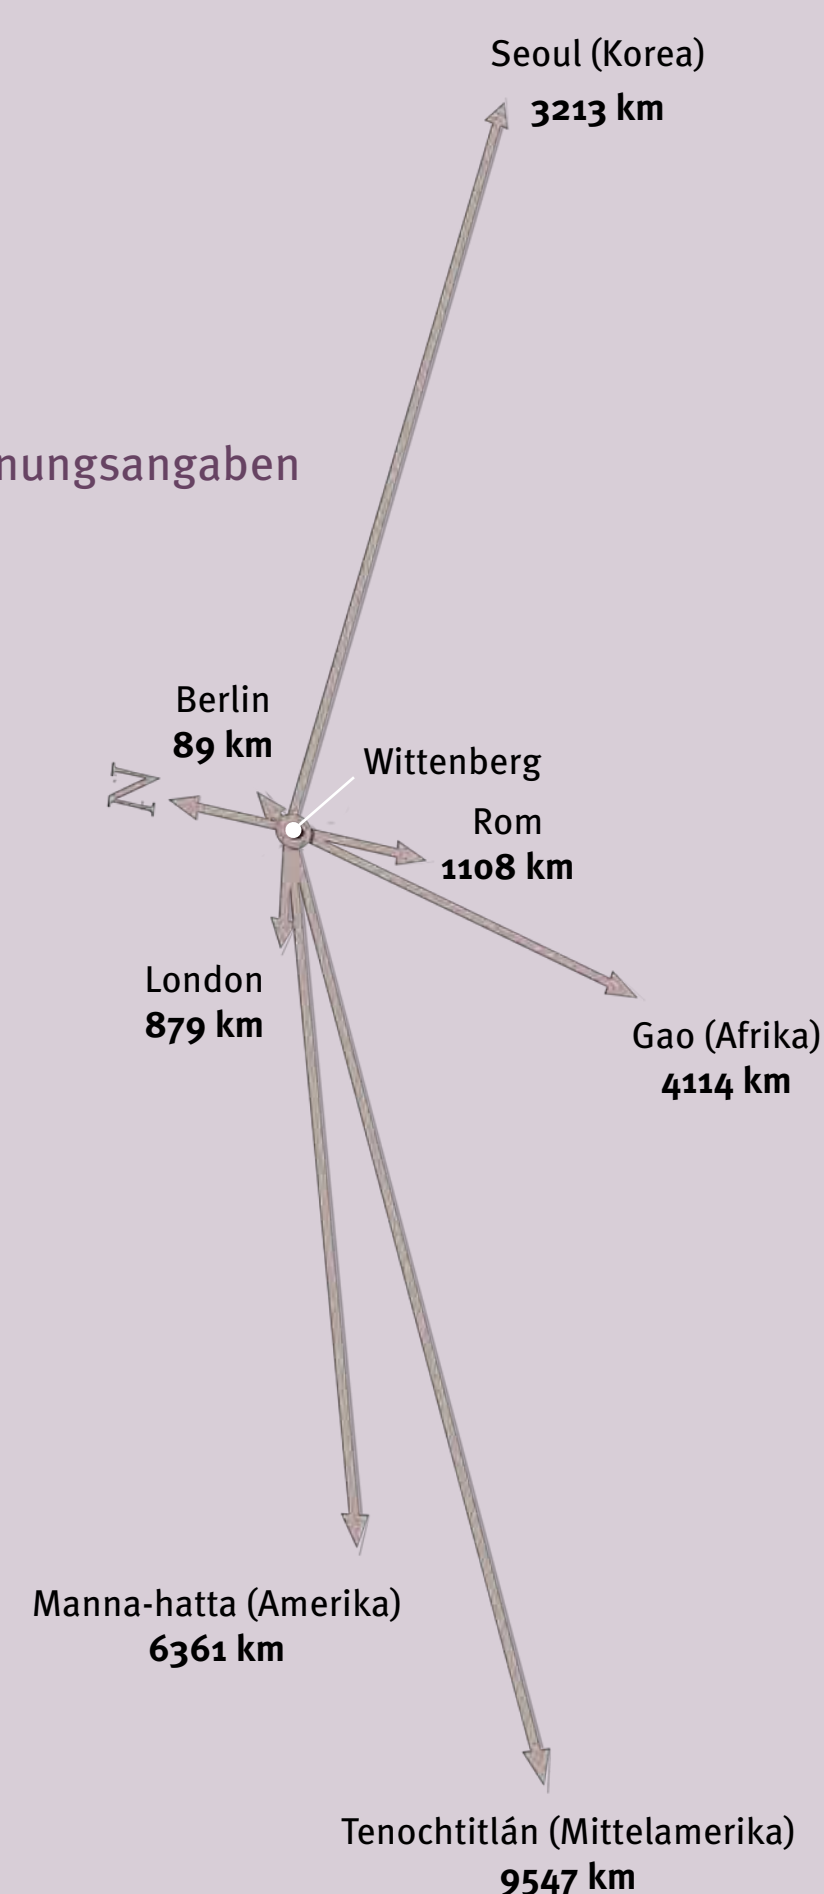 Seoul (Korea)
3213 km
nungsangaben
Berlin
89 km
N
Wittenberg
Rom
1108 km
London
879 km
Gao (Afrika)
4114 km
Manna-hatta (Amerika)
6361 km
Tenochtitlán (Mittelamerika)
9547 km